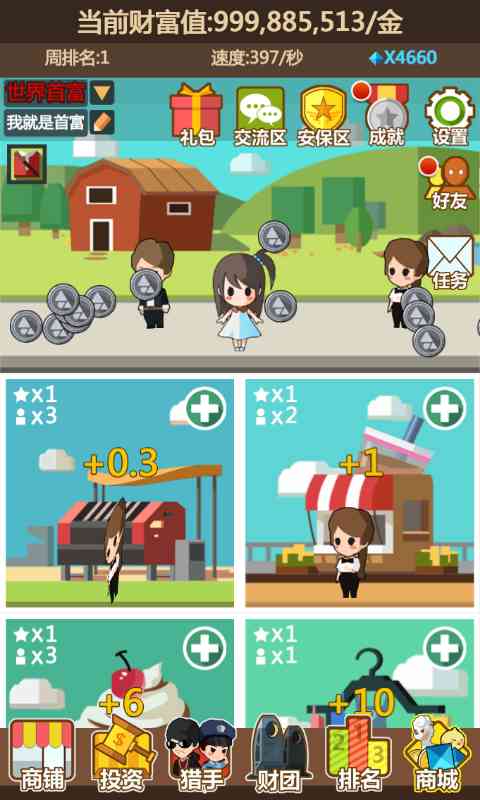 当前财富值:999,885,513/金
周排名:1
速度:397/秒
X4660
世界首富
我就是首富
礼包
交流区
安保区
成就
设置
好友
任务
x1
x3
+0.3
x1
x2
+1
x1
x3
+6
x1
x1
+10
2 1 3
商铺
投资
猎手
财团
排名
商城